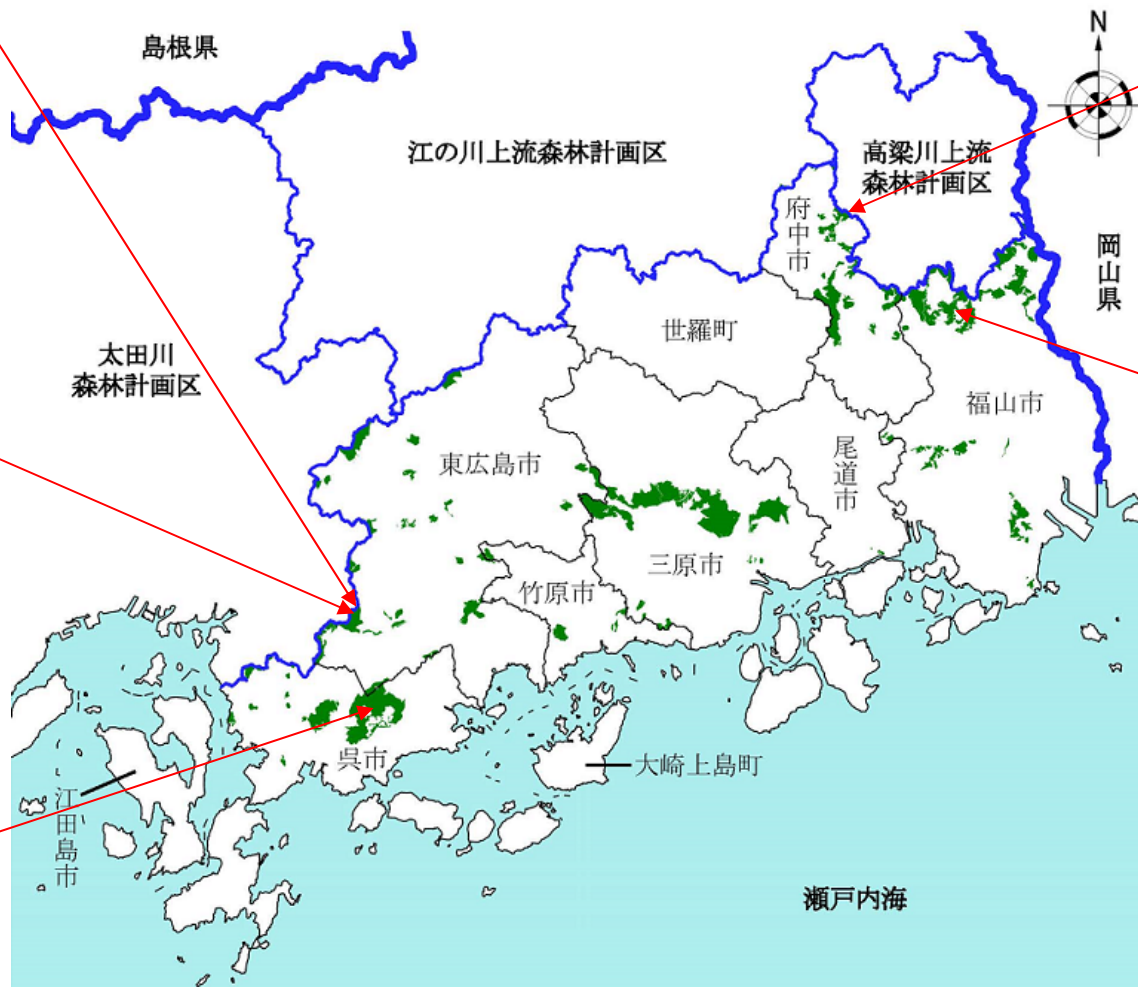 N
島根県
江の川上流森林計画区
高梁川上流
森林計画区
府中市
岡山県
世羅町
太田川
森林計画区
福山市
東広島市
尾道市
三原市
竹原市
呉市
大崎上島町
江田島市
瀬戸内海